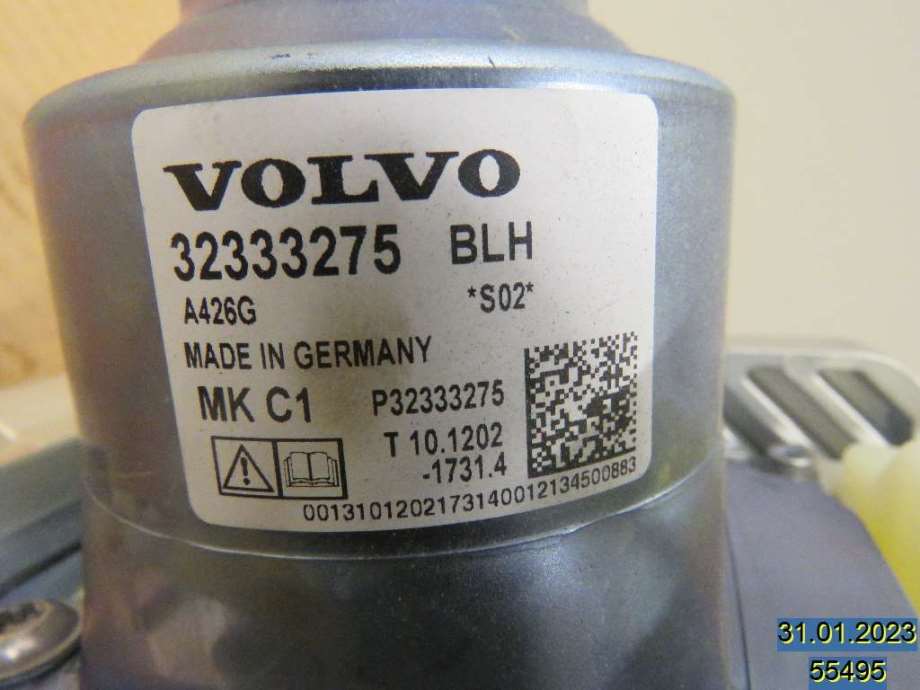 VOLVO
32333275 BLH
A426G *S02*
MADE IN GERMANY
MK C1 P32333275
T 10.1202
-1731.4
0013101202173140012134500883
31.01.2023
55495